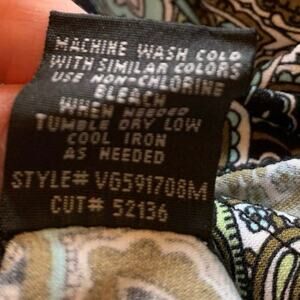 MACHINE WASH COLD
WITH SIMILAR COLORS
USE NON-CHLORINE
BLEACH
WHEN NEEDED
TUMBLE DRY LOW
COOL IRON
AS NEEDED
STYLE# VG591708M
CUT# 52136